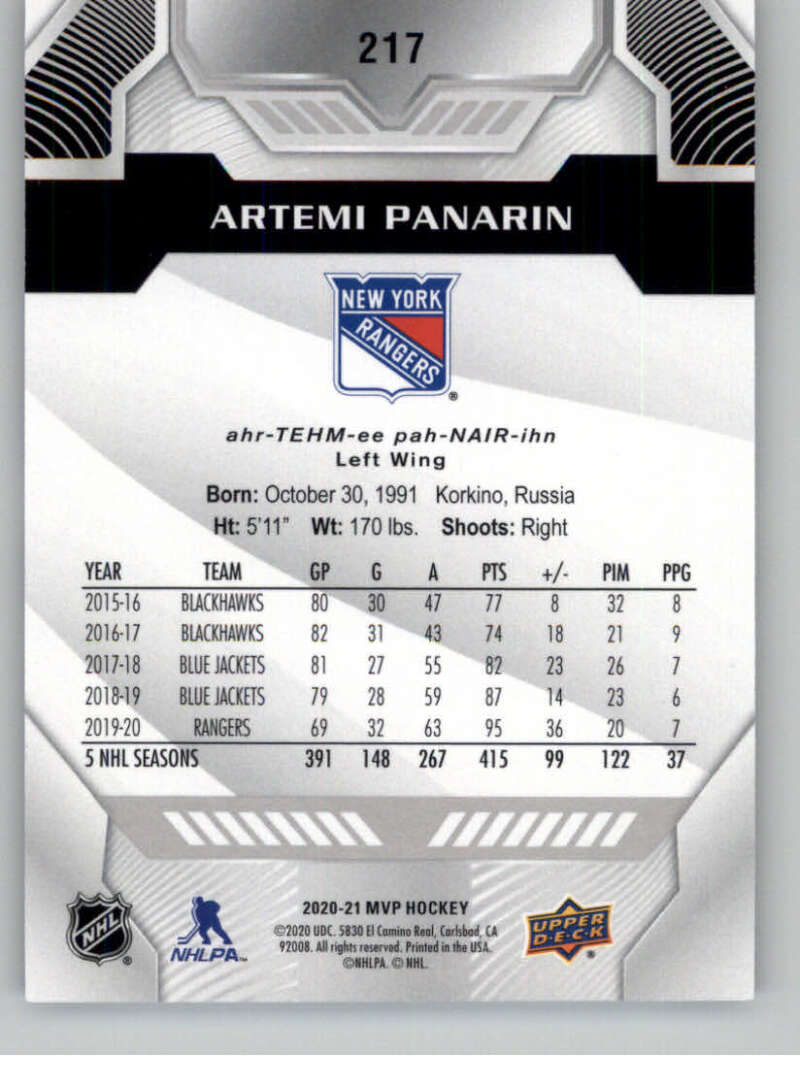 217
ARTEMI PANARIN
NEW YORK
RANGERS
®
ahr-TEHM-ee pah-NAIR-ihn
Left Wing
Born: October 30, 1991 Korkino, Russia
Ht: 5'11" Wt: 170 lbs. Shoots: Right
YEAR TEAM GP G A PTS +/- PIM PPG
2015-16 BLACKHAWKS 80 30 47 77 8 32 8
2016-17 BLACKHAWKS 82 31 43 74 18 21 9
2017-18 BLUE JACKETS 81 27 55 82 23 26 7
2018-19 BLUE JACKETS 79 28 59 87 14 23 6
2019-20 RANGERS 69 32 63 95 36 20 7
5 NHL SEASONS 391 148 267 415 99 122 37
NHL ®
NHLPA™
2020-21 MVP HOCKEY
©2020 UDC. 5830 El Camino Real, Carlsbad, CA
92008. All rights reserved. Printed in the USA.
©NHLPA. © NHL.
UPPER
D·E·C·K
®